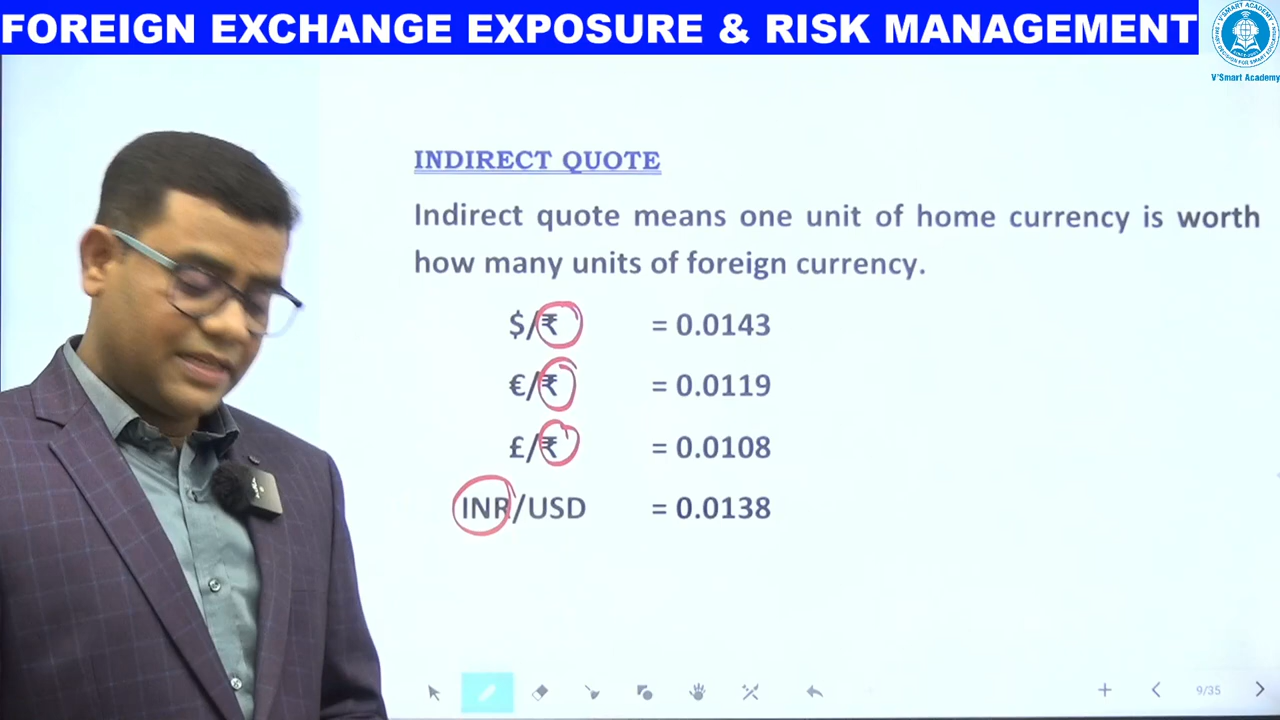 FOREIGN EXCHANGE EXPOSURE & RISK MANAGEMENT
V'Smart Academy
INDIRECT QUOTE
Indirect quote means one unit of home currency is worth
how many units of foreign currency.
$/₹ = 0.0143
€/₹ = 0.0119
£/₹ = 0.0108
INR/USD = 0.0138
9/35